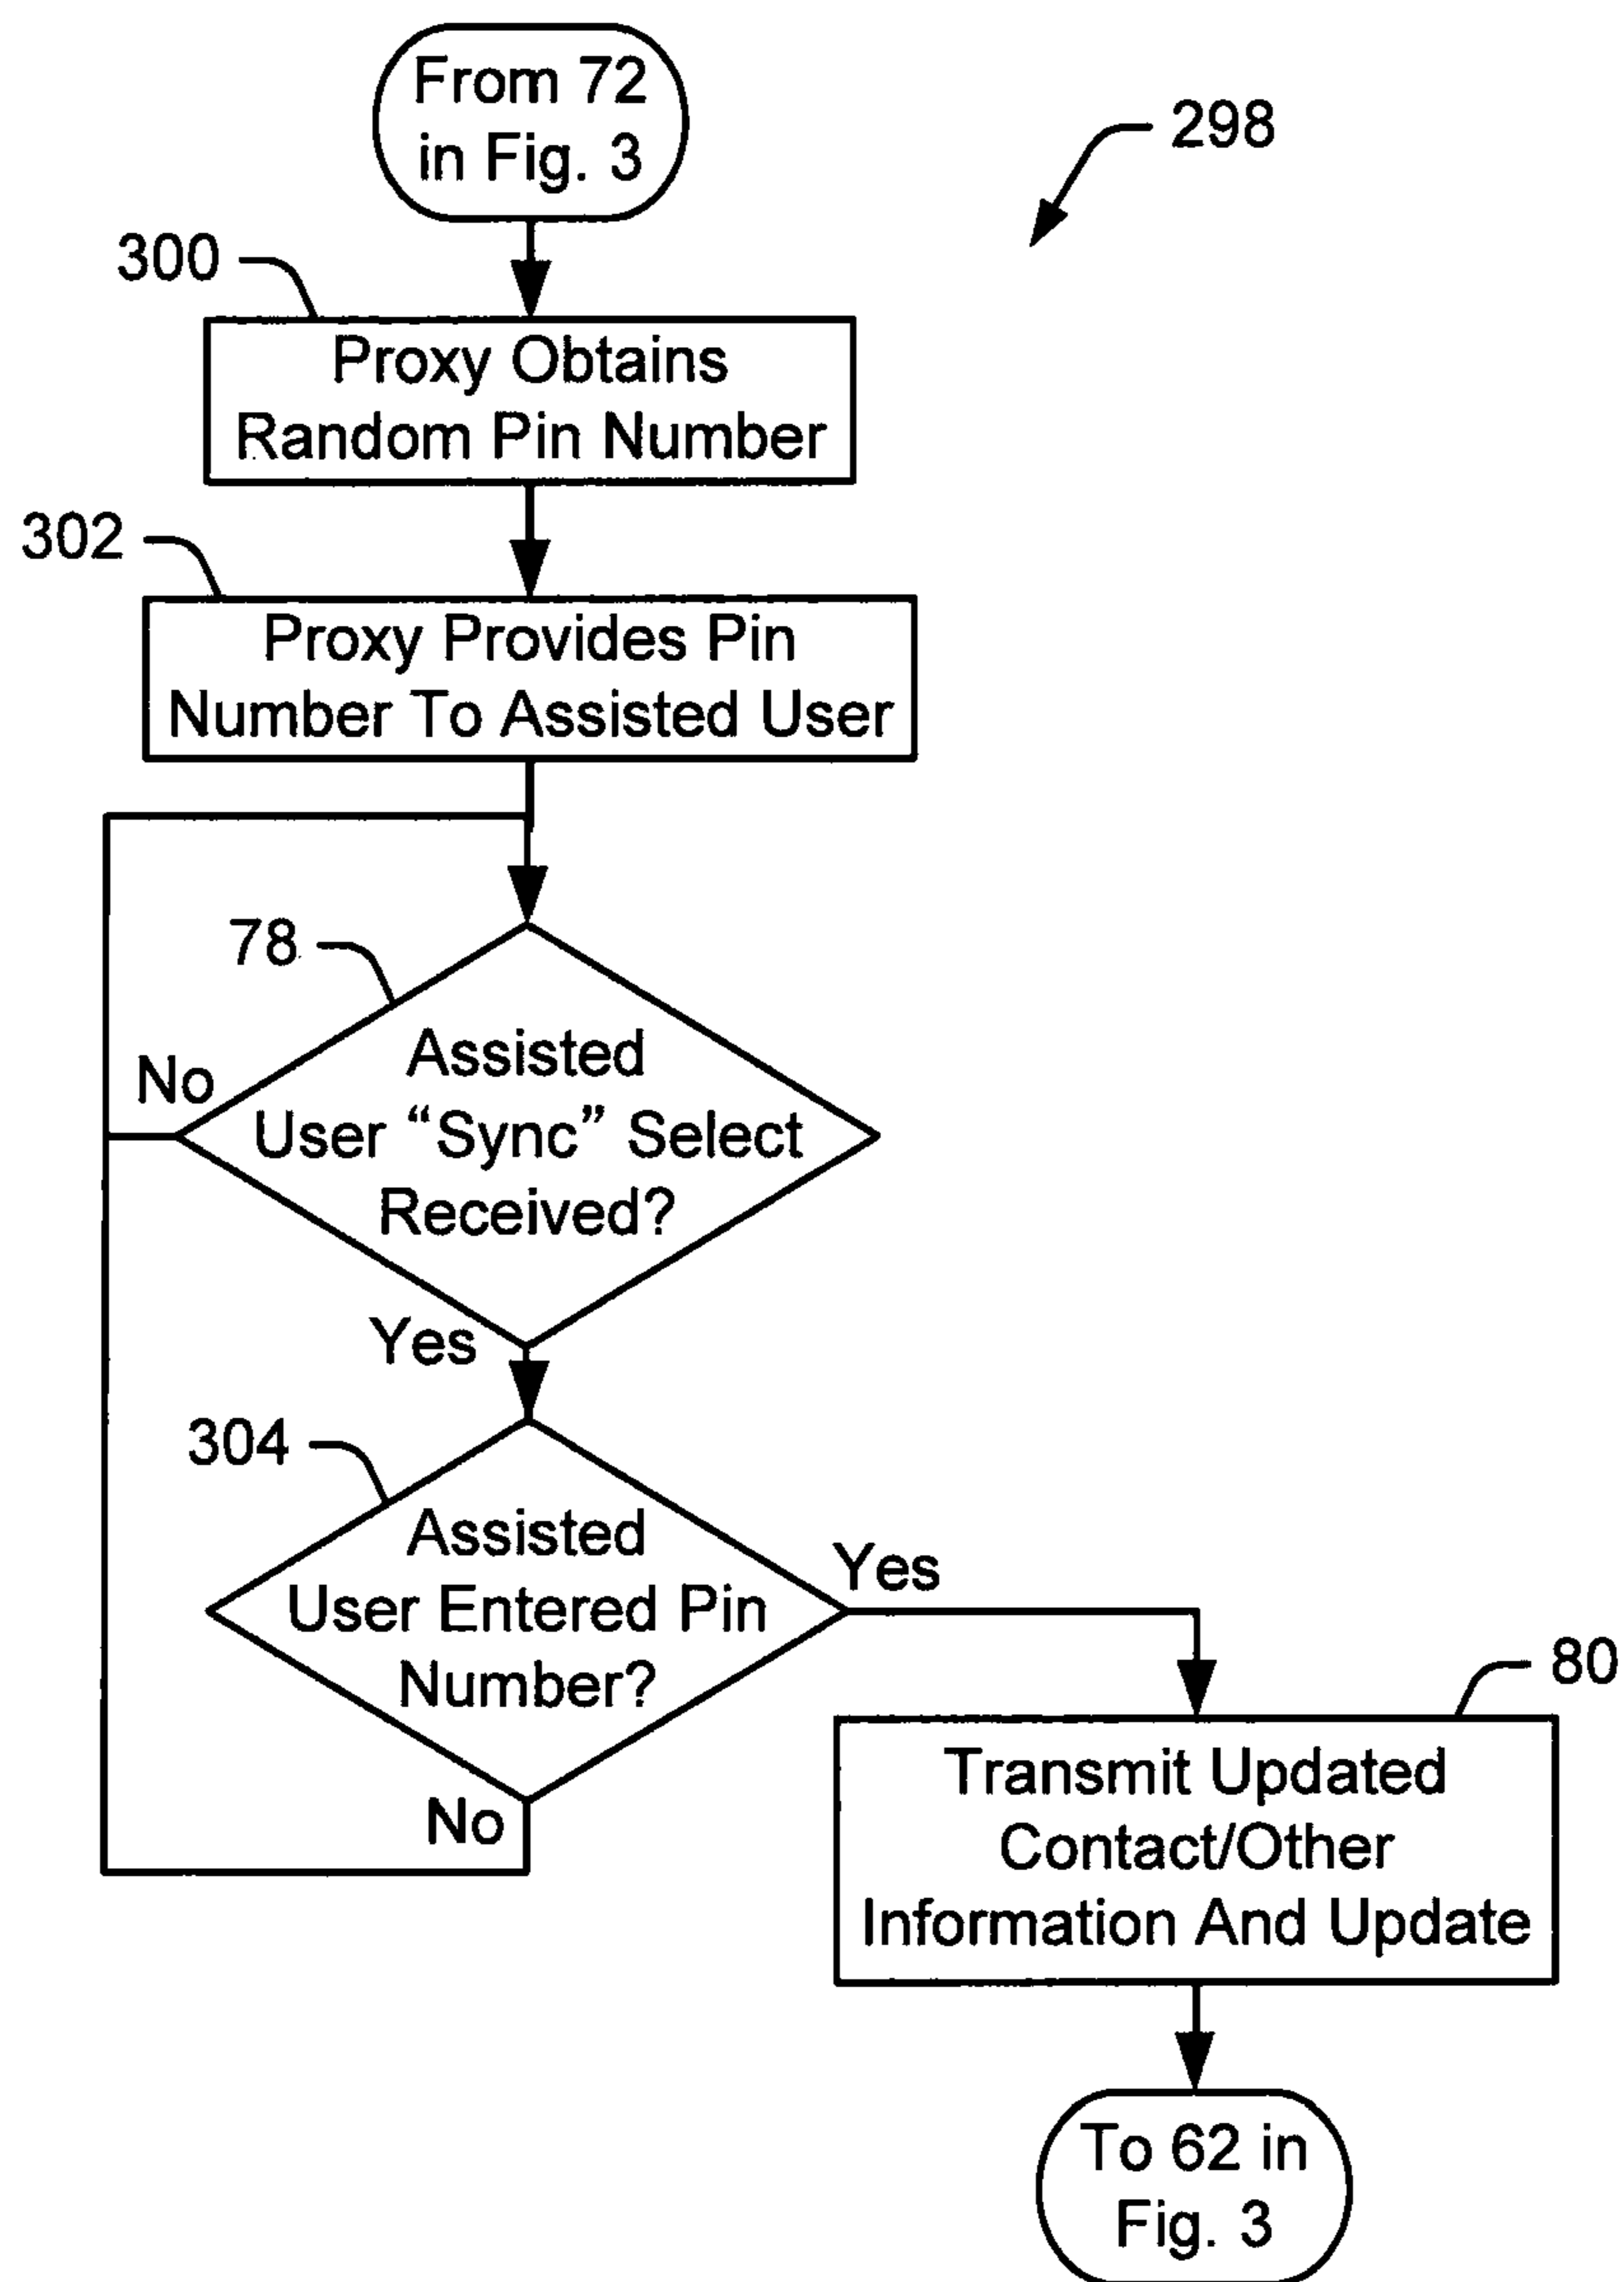 From 72
in Fig. 3
298
300
Proxy Obtains
Random Pin Number
302
Proxy Provides Pin
Number To Assisted User
78
Assisted
User “Sync” Select
Received?
No
Yes
304
Assisted
User Entered Pin
Number?
Yes
No
80
Transmit Updated
Contact/Other
Information And Update
To 62 in
Fig. 3